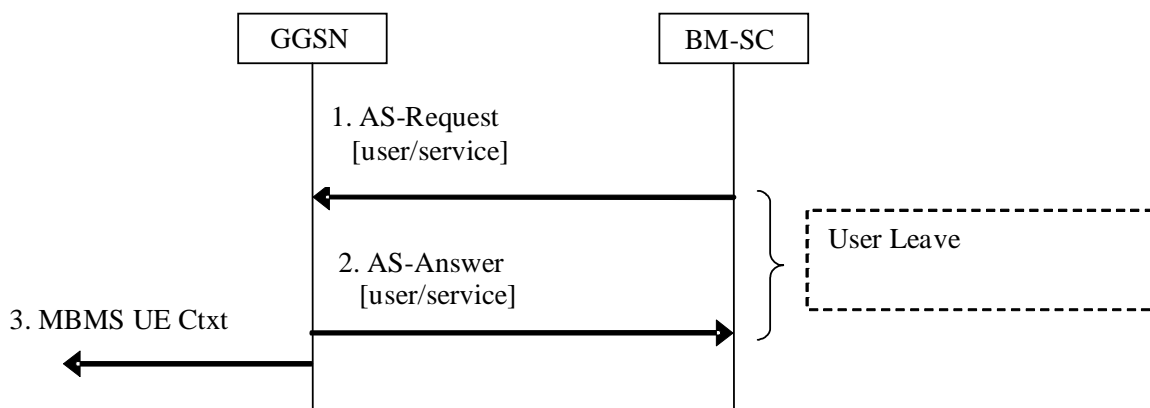 GGSN
BM-SC
1. AS-Request
[user/service]
User Leave
2. AS-Answer
[user/service]
3. MBMS UE Ctxt